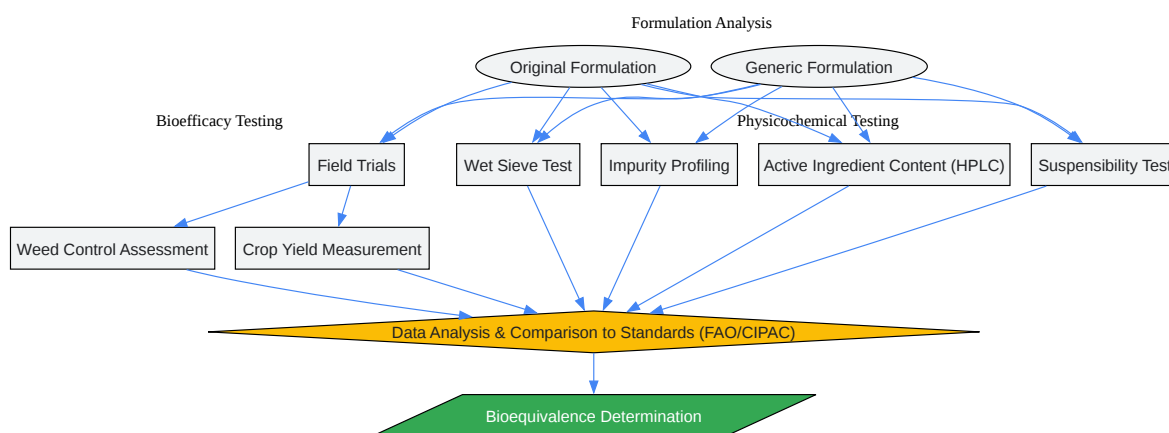 Formulation Analysis
Original Formulation
Generic Formulation
Bioefficacy Testing
Physicochemical Testing
Field Trials
Wet Sieve Test
Impurity Profiling
Active Ingredient Content (HPLC)
Suspensibility Test
Weed Control Assessment
Crop Yield Measurement
Data Analysis & Comparison to Standards (FAO/CIPAC)
Bioequivalence Determination